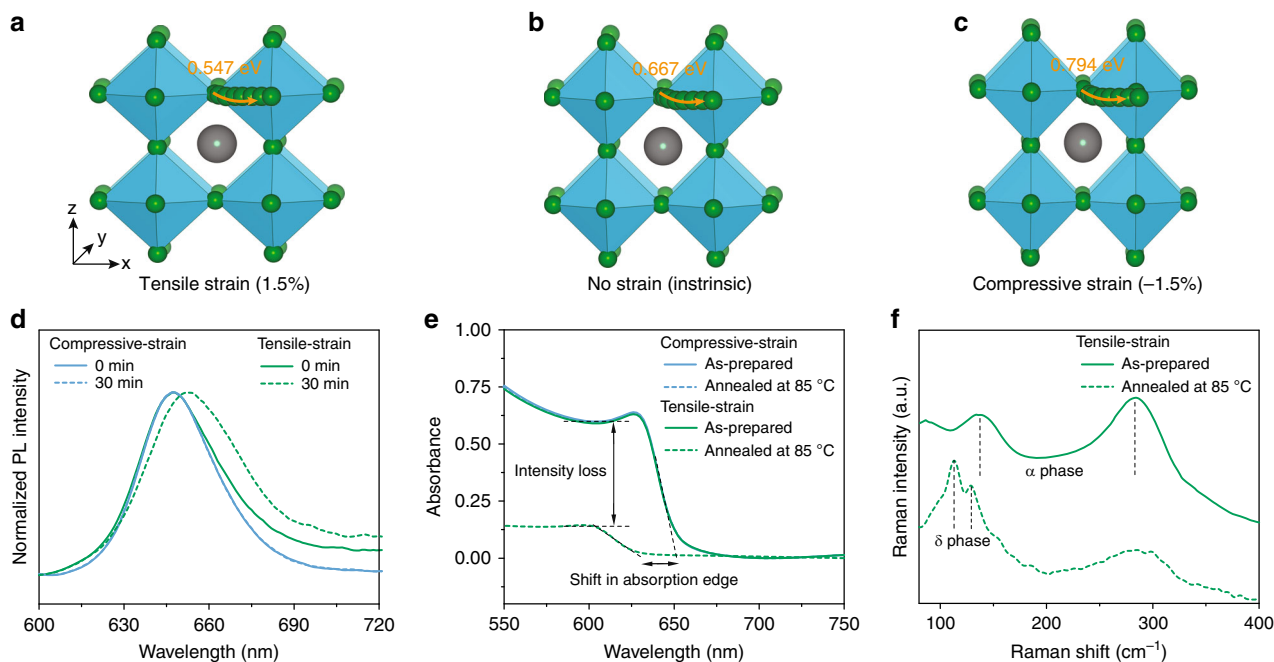 a
b
c
0.547 eV
0.667 eV
0.794 eV
z
y
x
Tensile strain (1.5%)
No strain (instrinsic)
Compressive strain (–1.5%)
d
Compressive-strain
0 min
30 min
Tensile-strain
0 min
30 min
Normalized PL intensity
600 630 660 690 720
Wavelength (nm)
e
1.00
0.75
0.50
0.25
0.00
Absorbance
Compressive-strain
As-prepared
Annealed at 85 °C
Tensile-strain
As-prepared
Annealed at 85 °C
Intensity loss
Shift in absorption edge
550 600 650 700 750
Wavelength (nm)
f
Tensile-strain
As-prepared
Annealed at 85 °C
α phase
δ phase
Raman intensity (a.u.)
100 200 300 400
Raman shift (cm⁻¹)